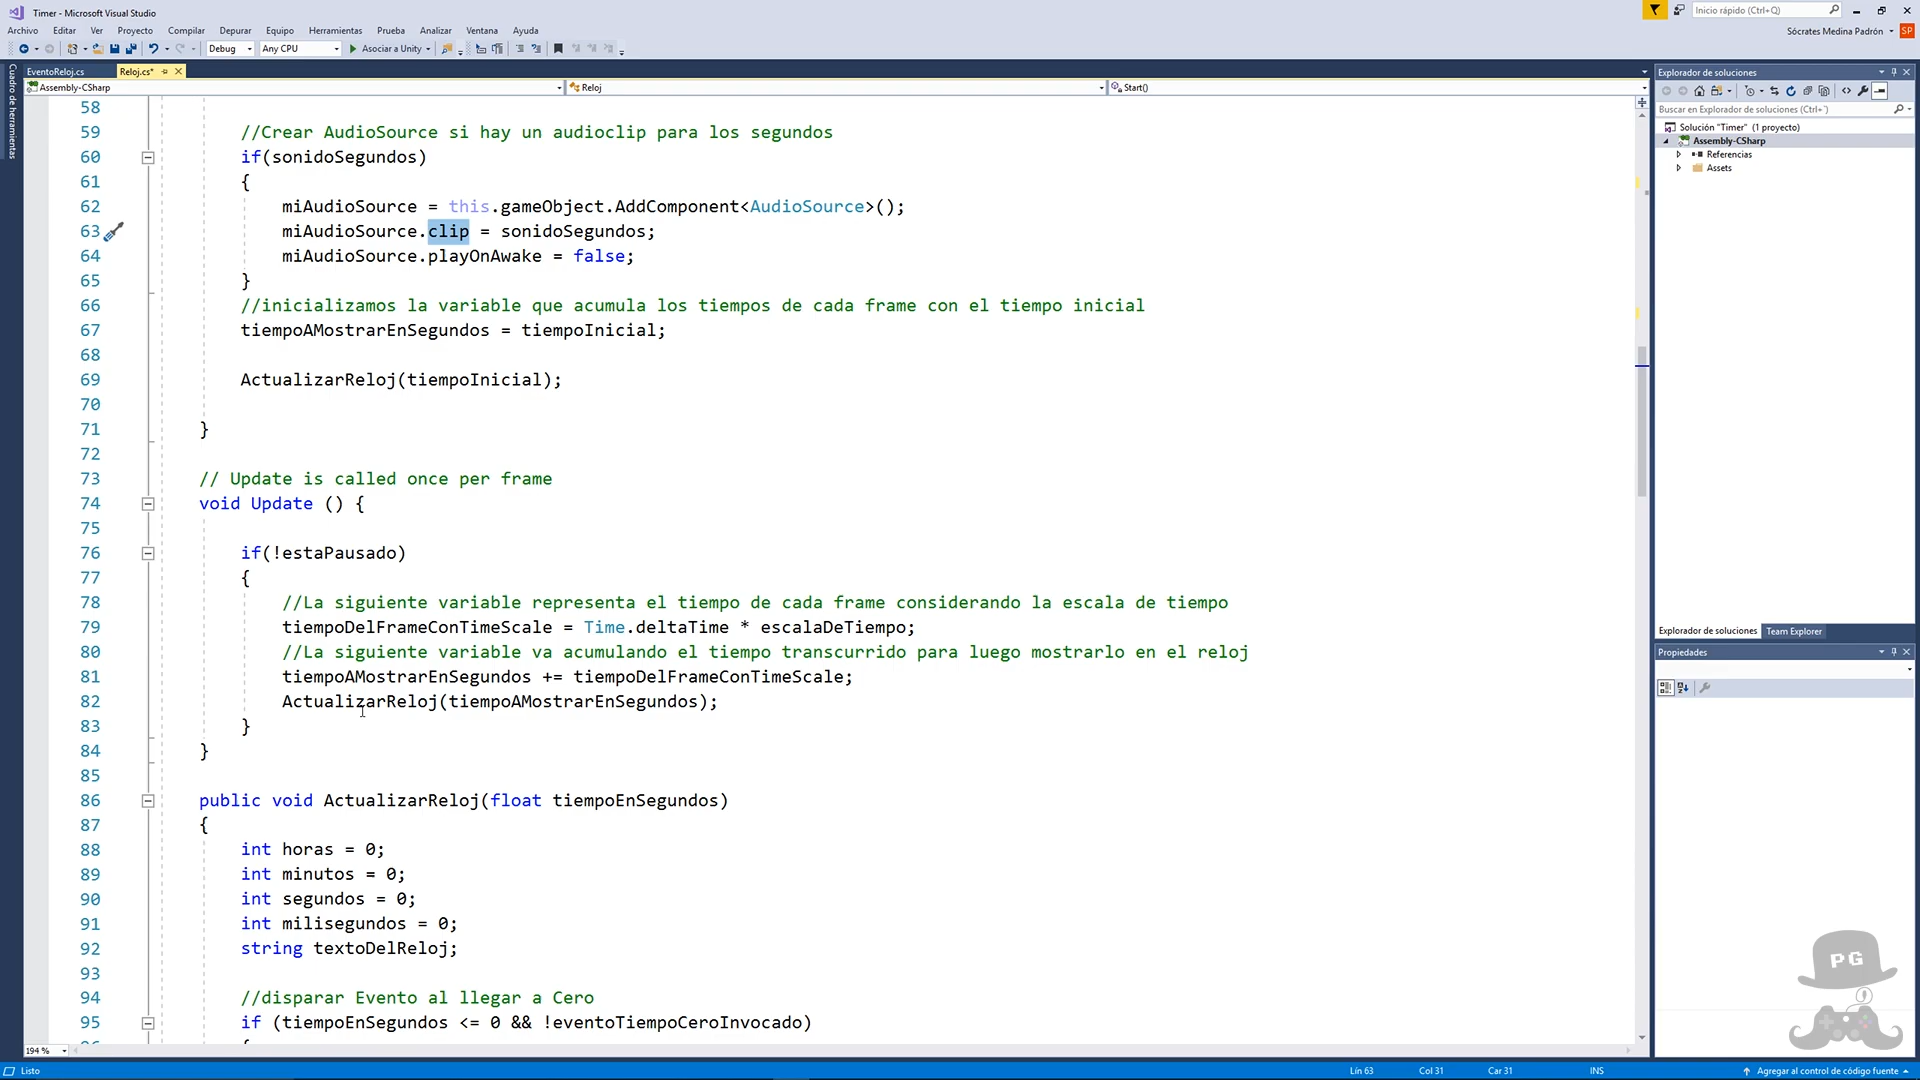 Timer - Microsoft Visual Studio
Inicio rápido (Ctrl+Q)
Archivo Editar Ver Proyecto Compilar Depurar Equipo Herramientas Prueba Analizar Ventana Ayuda
Sócrates Medina Padrón SP
Debug Any CPU Asociar a Unity
Cuadro de herramientas
EventoReloj.cs Reloj.cs*
Assembly-CSharp Reloj Start()
58
59 //Crear AudioSource si hay un audioclip para los segundos
60 if(sonidoSegundos)
61 {
62 miAudioSource = this.gameObject.AddComponent<AudioSource>();
63 miAudioSource.clip = sonidoSegundos;
64 miAudioSource.playOnAwake = false;
65 }
66 //inicializamos la variable que acumula los tiempos de cada frame con el tiempo inicial
67 tiempoAMostrarEnSegundos = tiempoInicial;
68
69 ActualizarReloj(tiempoInicial);
70
71 }
72
73 // Update is called once per frame
74 void Update () {
75
76 if(!estaPausado)
77 {
78 //La siguiente variable representa el tiempo de cada frame considerando la escala de tiempo
79 tiempoDelFrameConTimeScale = Time.deltaTime * escalaDeTiempo;
80 //La siguiente variable va acumulando el tiempo transcurrido para luego mostrarlo en el reloj
81 tiempoAMostrarEnSegundos += tiempoDelFrameConTimeScale;
82 ActualizarReloj(tiempoAMostrarEnSegundos);
83 }
84 }
85
86 public void ActualizarReloj(float tiempoEnSegundos)
87 {
88 int horas = 0;
89 int minutos = 0;
90 int segundos = 0;
91 int milisegundos = 0;
92 string textoDelReloj;
93
94 //disparar Evento al llegar a Cero
95 if (tiempoEnSegundos <= 0 && !eventoTiempoCeroInvocado)
{
194 %
Explorador de soluciones
Buscar en Explorador de soluciones (Ctrl+´)
Solución "Timer" (1 proyecto)
Assembly-CSharp
Referencias
Assets
Explorador de soluciones Team Explorer
Propiedades
PG
Listo Lín 63 Col 31 Car 31 INS Agregar al control de código fuente